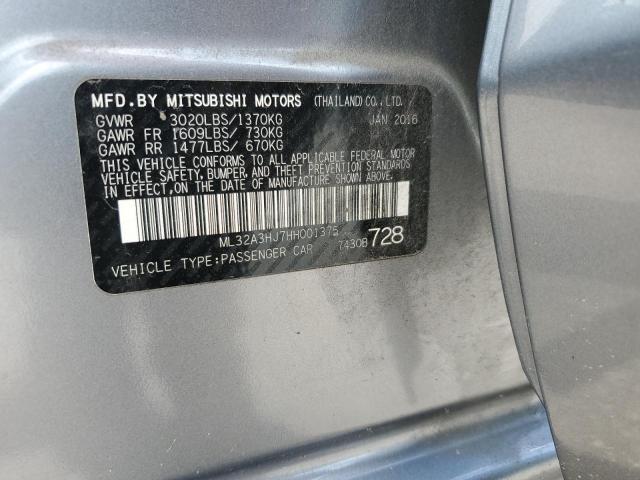 MFD.BY MITSUBISHI MOTORS (THAILAND) CO., LTD.
GVWR 3020LBS/1370KG JAN 2016
GAWR FR 1609LBS/ 730KG
GAWR RR 1477LBS/ 670KG
THIS VEHICLE CONFORMS TO ALL APPLICABLE FEDERAL MOTOR
VEHICLE SAFETY, BUMPER, AND THEFT PREVENTION STANDARDS
IN EFFECT, ON THE DATE OF MANUFACTURE SHOWN ABOVE.
ML32A3HJ7HH001375
VEHICLE TYPE:PASSENGER CAR 7430B 728